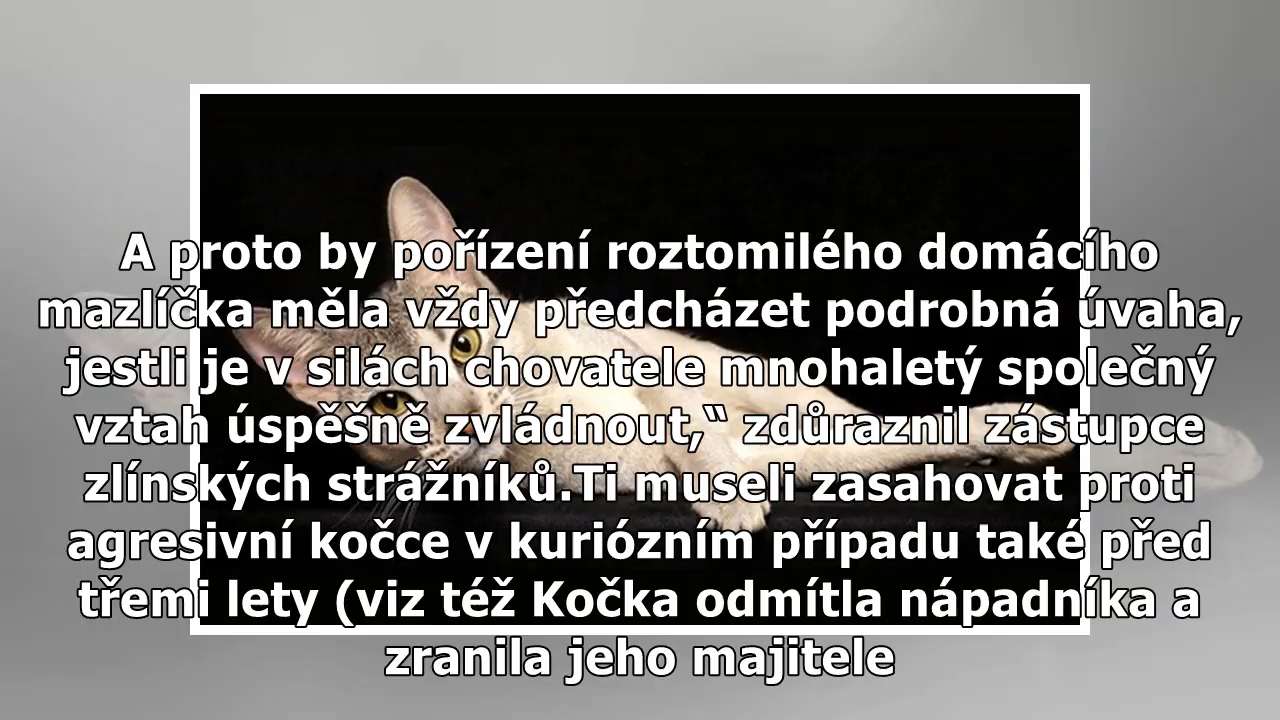 A proto by pořízení roztomilého domácího
mazlíčka měla vždy předcházet podrobná úvaha,
jestli je v silách chovatele mnohaletý společný
vztah úspěšně zvládnout,“ zdůraznil zástupce
zlínských strážníků.Ti museli zasahovat proti
agresivní kočce v kuriózním případu také před
třemi lety (viz též Kočka odmítla nápadníka a
zranila jeho majitele